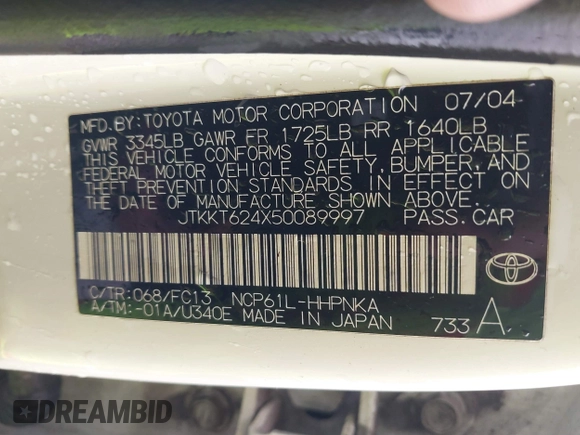 MFD.BY:TOYOTA MOTOR CORPORATION 07/04
GVWR 3345LB GAWR FR 1725LB RR 1640LB
THIS VEHICLE CONFORMS TO ALL APPLICABLE
FEDERAL MOTOR VEHICLE SAFETY, BUMPER, AND
THEFT PREVENTION STANDARDS IN EFFECT ON
THE DATE OF MANUFACTURE SHOWN ABOVE.
JTKKT624X50089997 PASS.CAR
C/TR:068/FC13 NCP61L-HHPNKA
A/TM:-01A/U340E MADE IN JAPAN 733 A
DREAMBID